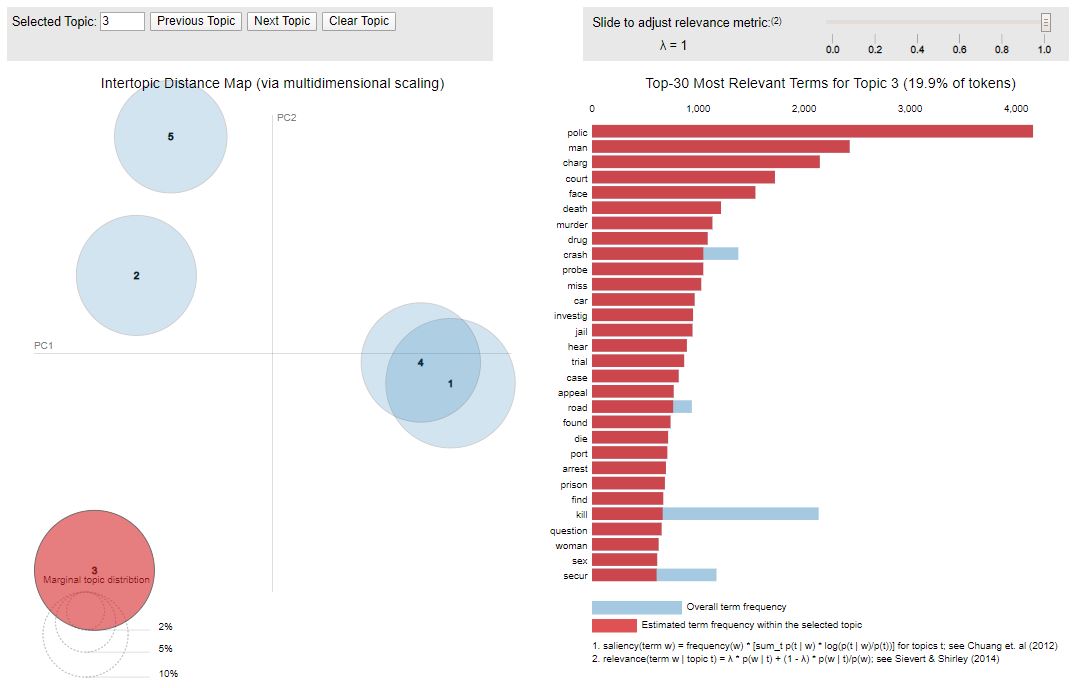 Selected Topic: 3 Previous Topic Next Topic Clear Topic
Slide to adjust relevance metric:(2)
λ = 1
0.0 0.2 0.4 0.6 0.8 1.0
Intertopic Distance Map (via multidimensional scaling)
PC2
5
2
PC1
4
1
3
Marginal topic distribtion
2%
5%
10%
Top-30 Most Relevant Terms for Topic 3 (19.9% of tokens)
0 1,000 2,000 3,000 4,000
polic
man
charg
court
face
death
murder
drug
crash
probe
miss
car
investig
jail
hear
trial
case
appeal
road
found
die
port
arrest
prison
find
kill
question
woman
sex
secur
Overall term frequency
Estimated term frequency within the selected topic
1. saliency(term w) = frequency(w) * [sum_t p(t | w) * log(p(t | w)/p(t))] for topics t; see Chuang et. al (2012)
2. relevance(term w | topic t) = λ * p(w | t) + (1 - λ) * p(w | t)/p(w); see Sievert & Shirley (2014)